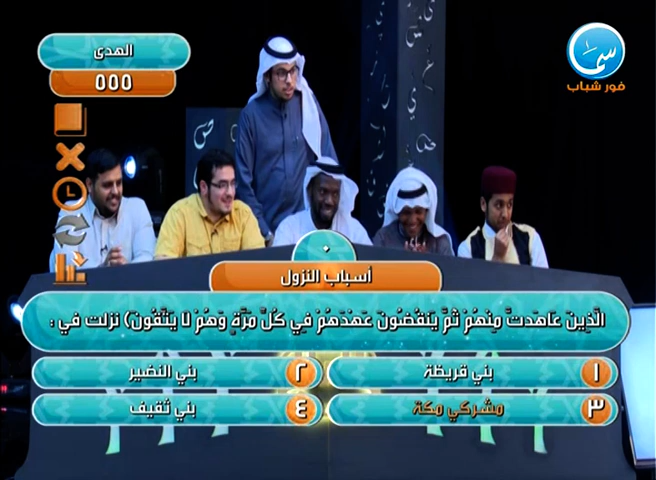 الهدى
000
سما
فور شباب
٠
أسباب النزول
الَّذِينَ عَاهَدتَّ مِنْهُمْ ثُمَّ يَنقُضُونَ عَهْدَهُمْ فِي كُلِّ مَرَّةٍ وَهُمْ لَا يَتَّقُونَ) نزلت في :
١ بني قريظة
٢ بني النضير
٣ مشركي مكة
٤ بني ثقيف